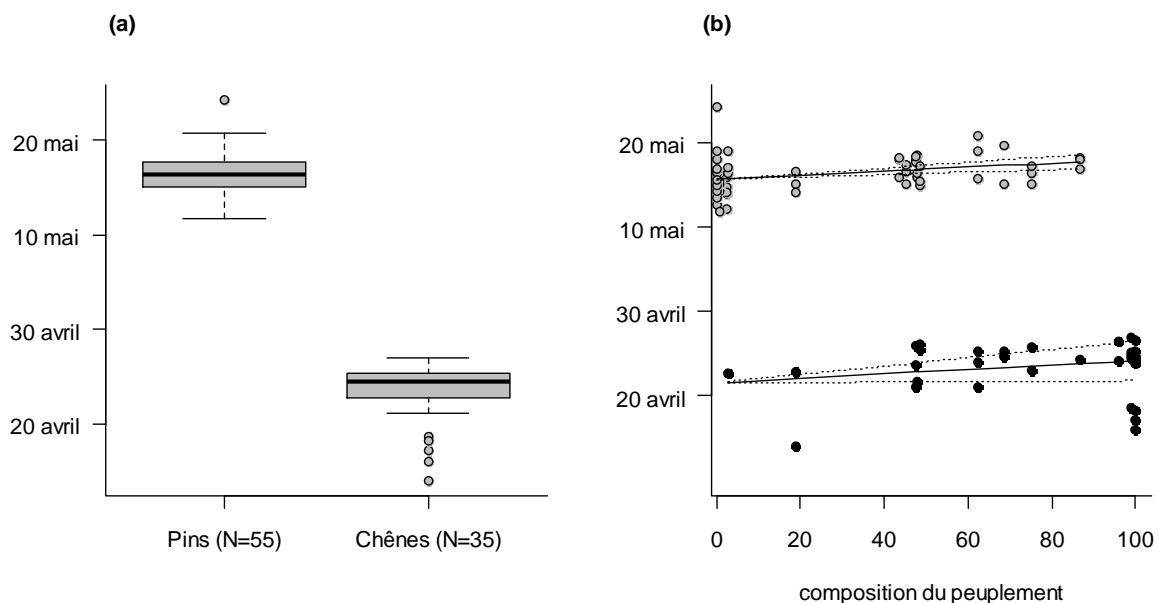 (a)
20 mai
10 mai
30 avril
20 avril
Pins (N=55) Chênes (N=35)
(b)
20 mai
10 mai
30 avril
20 avril
0 20 40 60 80 100
composition du peuplement